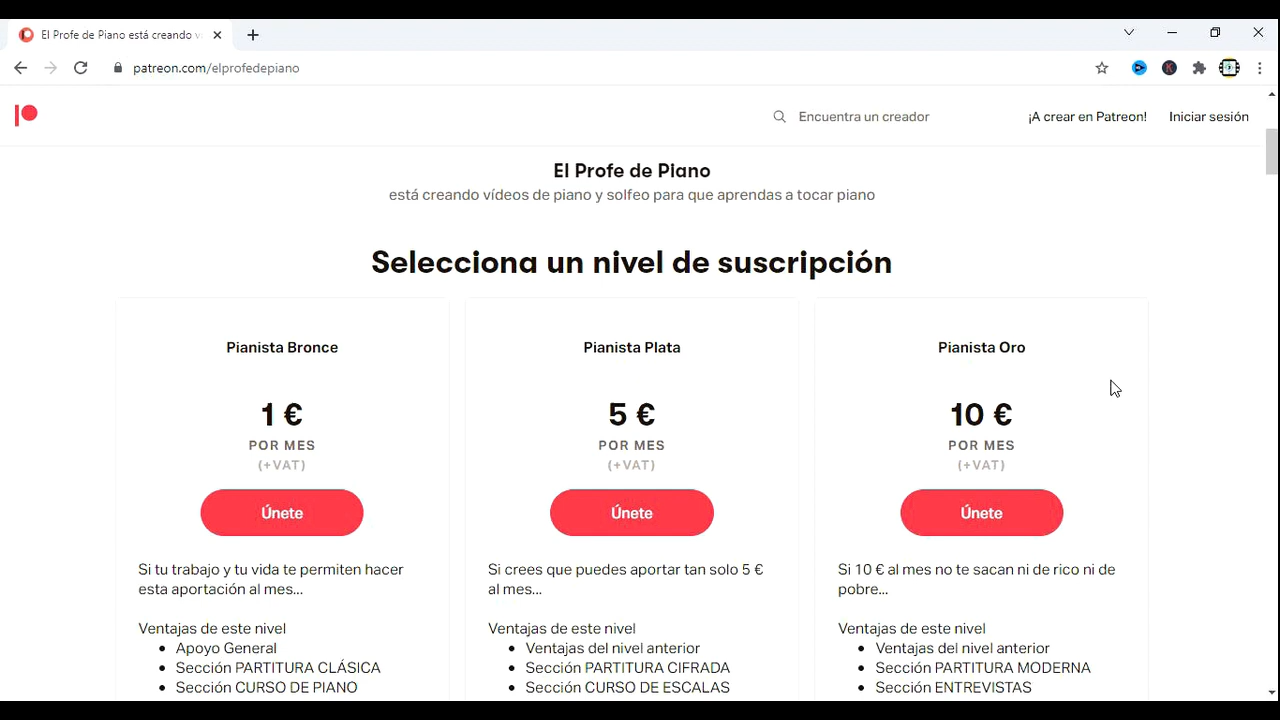 El Profe de Piano está creando v
patreon.com/elprofedepiano
Encuentra un creador
¡A crear en Patreon!
Iniciar sesión
El Profe de Piano
está creando vídeos de piano y solfeo para que aprendas a tocar piano
Selecciona un nivel de suscripción
Pianista Bronce
1 €
POR MES
(+VAT)
Únete
Si tu trabajo y tu vida te permiten hacer
esta aportación al mes...
Ventajas de este nivel
• Apoyo General
• Sección PARTITURA CLÁSICA
• Sección CURSO DE PIANO
Pianista Plata
5 €
POR MES
(+VAT)
Únete
Si crees que puedes aportar tan solo 5 €
al mes...
Ventajas de este nivel
• Ventajas del nivel anterior
• Sección PARTITURA CIFRADA
• Sección CURSO DE ESCALAS
Pianista Oro
10 €
POR MES
(+VAT)
Únete
Si 10 € al mes no te sacan ni de rico ni de
pobre...
Ventajas de este nivel
• Ventajas del nivel anterior
• Sección PARTITURA MODERNA
• Sección ENTREVISTAS